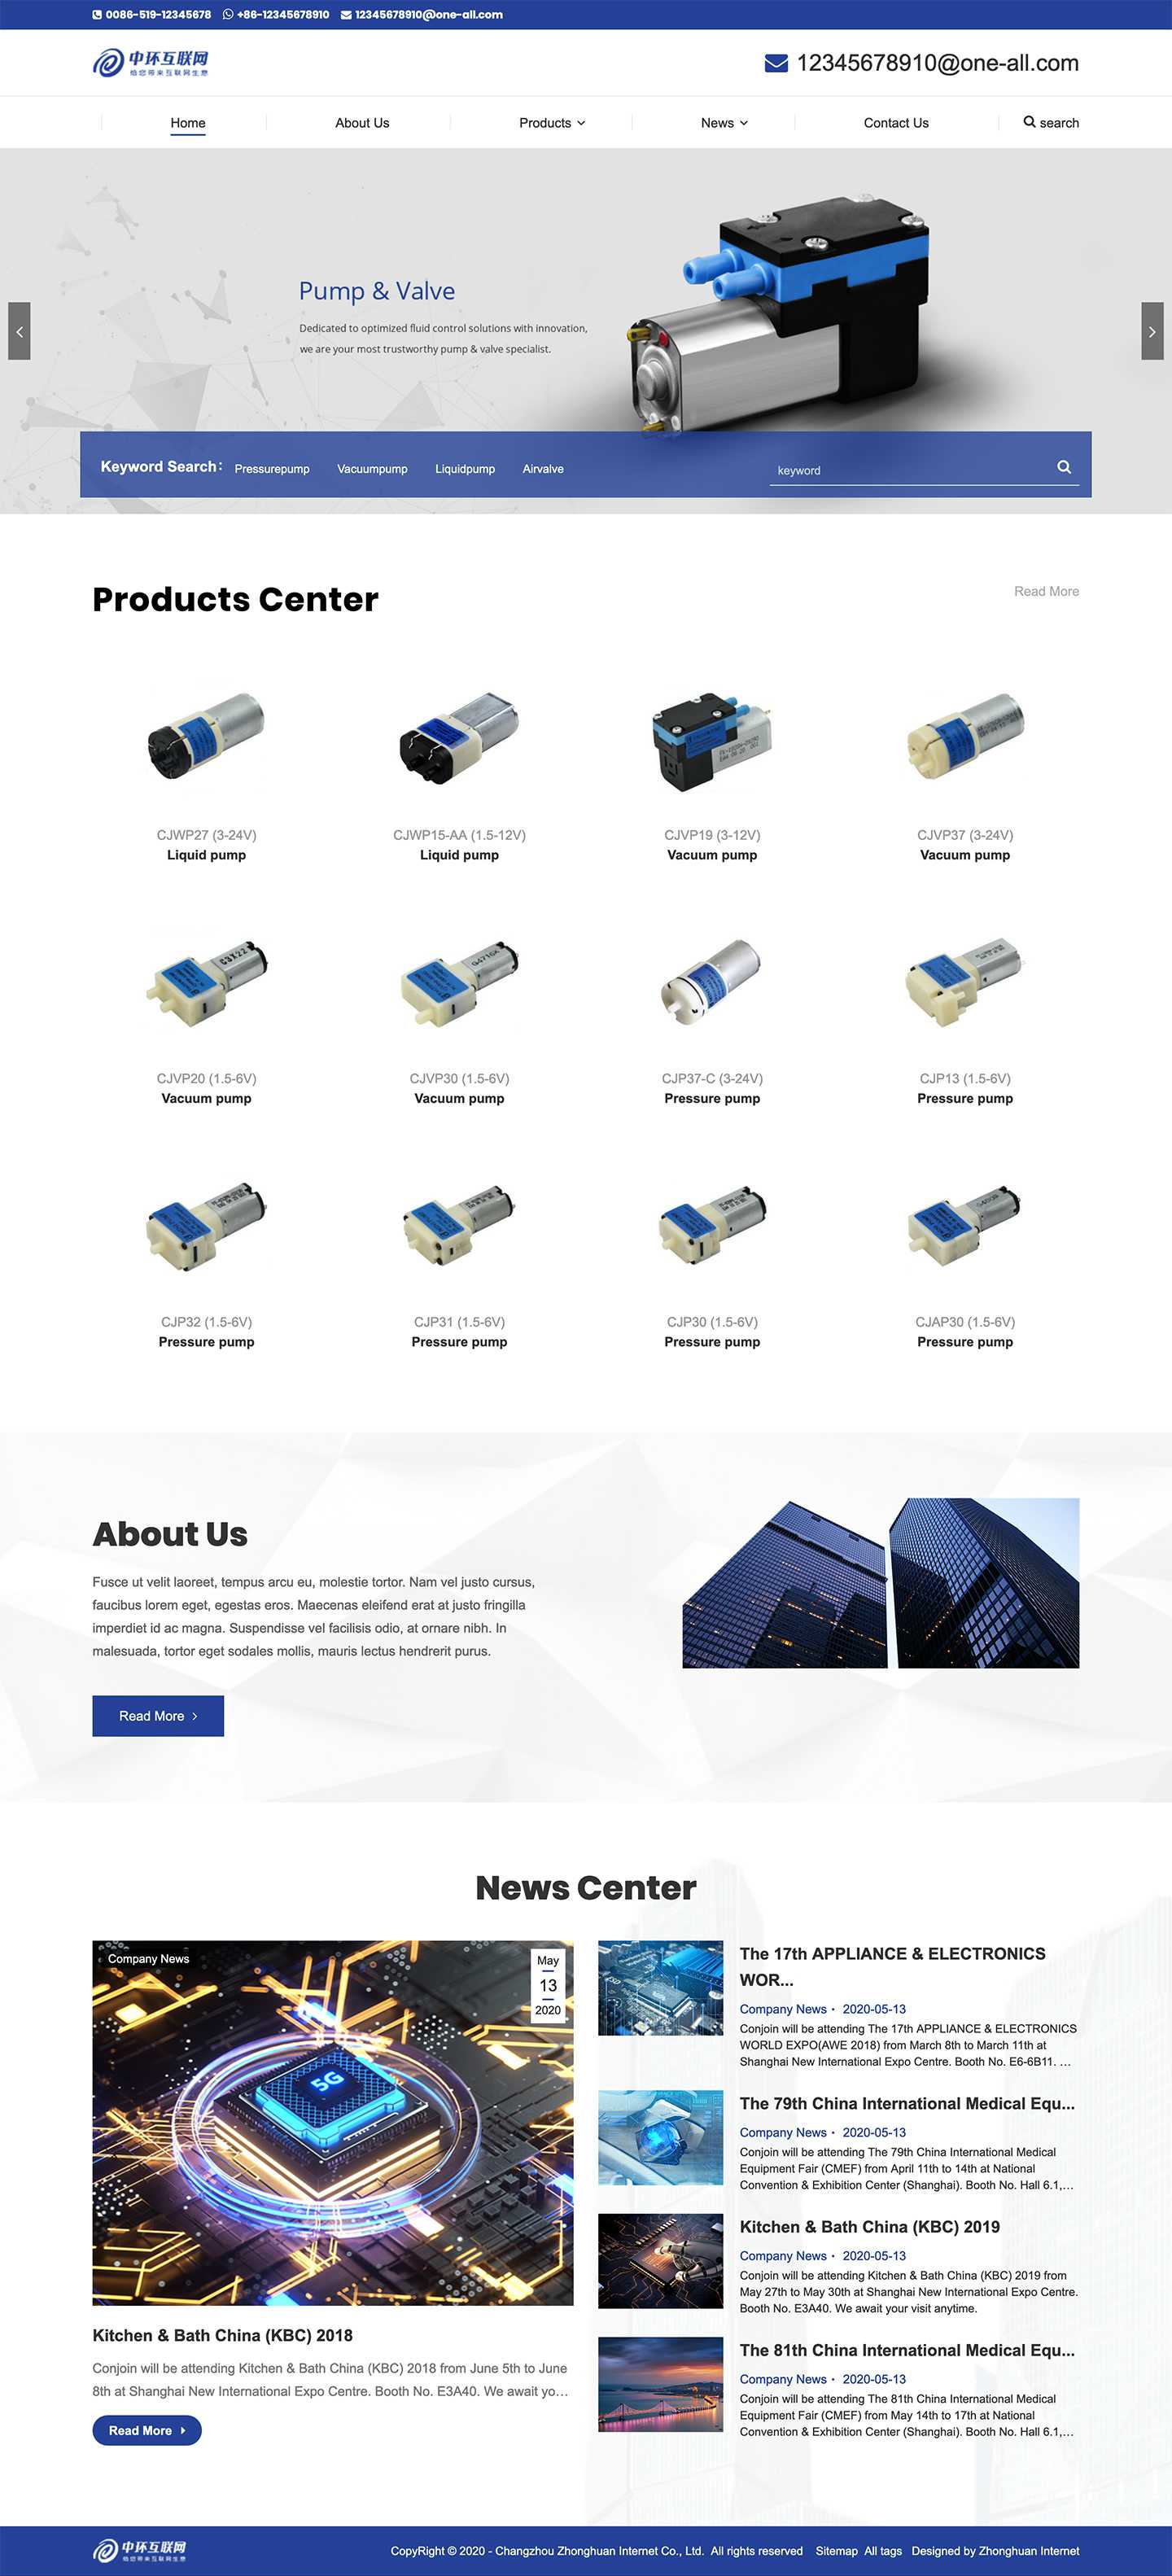 0086-519-12345678 +86-12345678910 12345678910@one-all.com
中环互联网
给您带来互联网生意
12345678910@one-all.com
Home About Us Products News Contact Us search
Pump & Valve
Dedicated to optimized fluid control solutions with innovation,
we are your most trustworthy pump & valve specialist.
Keyword Search: Pressurepump Vacuumpump Liquidpump Airvalve keyword
Products Center
Read More
CJWP27 (3-24V) CJWP15-AA (1.5-12V) CJVP19 (3-12V) CJVP37 (3-24V)
Liquid pump Liquid pump Vacuum pump Vacuum pump
C3X22
CJVP20 (1.5-6V) CJVP30 (1.5-6V) CJP37-C (3-24V) CJP13 (1.5-6V)
Vacuum pump Vacuum pump Pressure pump Pressure pump
CJP32 (1.5-6V) CJP31 (1.5-6V) CJP30 (1.5-6V) CJAP30 (1.5-6V)
Pressure pump Pressure pump Pressure pump Pressure pump
About Us
Fusce ut velit laoreet, tempus arcu eu, molestie tortor. Nam vel justo cursus,
faucibus lorem eget, egestas eros. Maecenas eleifend erat at justo fringilla
imperdiet id ac magna. Suspendisse vel facilisis odio, at ornare nibh. In
malesuada, tortor eget sodales mollis, mauris lectus hendrerit purus.
Read More
News Center
Company News
May
13
2020
5G
Kitchen & Bath China (KBC) 2018
Conjoin will be attending Kitchen & Bath China (KBC) 2018 from June 5th to June
8th at Shanghai New International Expo Centre. Booth No. E3A40. We await yo...
Read More
The 17th APPLIANCE & ELECTRONICS
WOR...
Company News · 2020-05-13
Conjoin will be attending The 17th APPLIANCE & ELECTRONICS
WORLD EXPO(AWE 2018) from March 8th to March 11th at
Shanghai New International Expo Centre. Booth No. E6-6B11. ...
The 79th China International Medical Equ...
Company News · 2020-05-13
Conjoin will be attending The 79th China International Medical
Equipment Fair (CMEF) from April 11th to 14th at National
Convention & Exhibition Center (Shanghai). Booth No. Hall 6.1,...
Kitchen & Bath China (KBC) 2019
Company News · 2020-05-13
Conjoin will be attending Kitchen & Bath China (KBC) 2019 from
May 27th to May 30th at Shanghai New International Expo Centre.
Booth No. E3A40. We await your visit anytime.
The 81th China International Medical Equ...
Company News · 2020-05-13
Conjoin will be attending The 81th China International Medical
Equipment Fair (CMEF) from May 14th to 17th at National
Convention & Exhibition Center (Shanghai). Booth No. Hall 6.1,...
中环互联网
给您带来互联网生意
CopyRight © 2020 - Changzhou Zhonghuan Internet Co., Ltd. All rights reserved Sitemap All tags Designed by Zhonghuan Internet